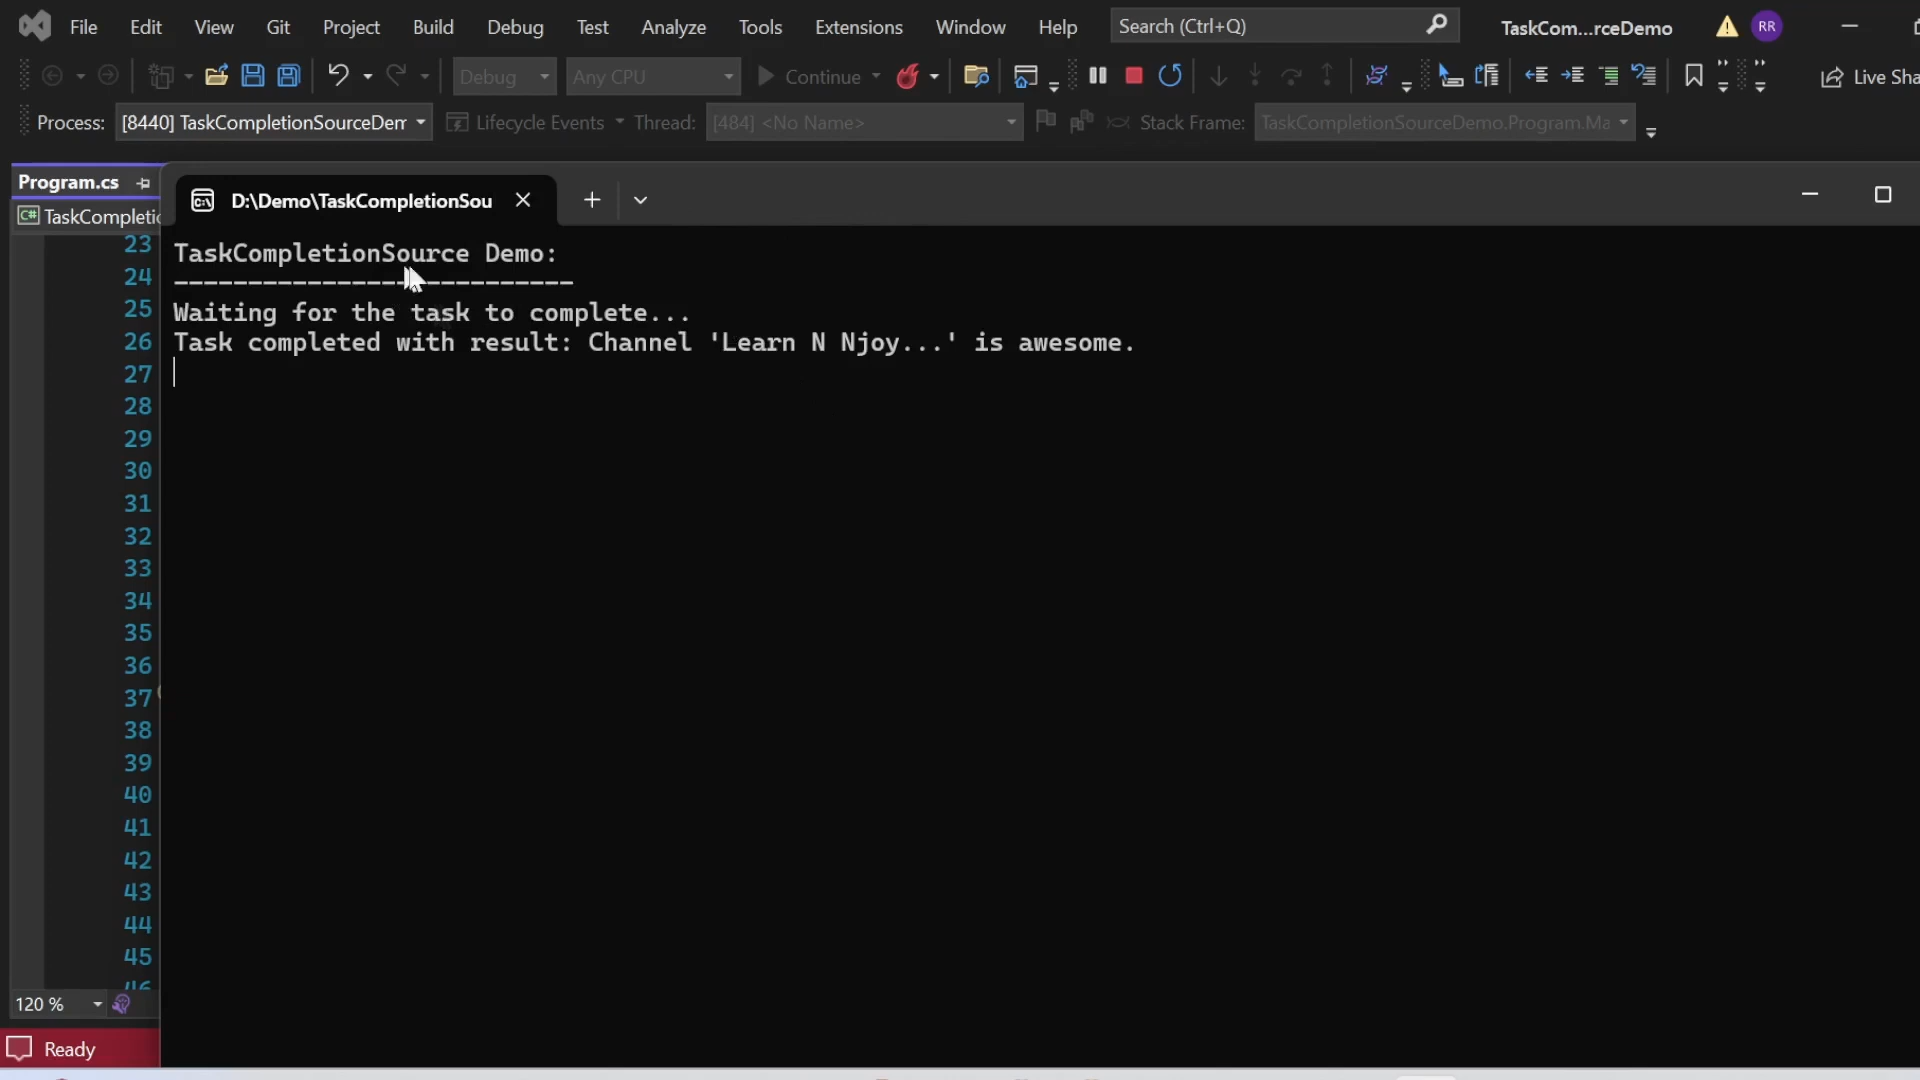 File Edit View Git Project Build Debug Test Analyze Tools Extensions Window Help Search (Ctrl+Q) TaskCom...rceDemo RR
Debug Any CPU Continue Live Sha
Process: [8440] TaskCompletionSourceDem Lifecycle Events Thread: [484] <No Name> Stack Frame: TaskCompletionSourceDemo.Program.Ma
Program.cs
D:\Demo\TaskCompletionSou
C# TaskCompletio
23
24
25
26
27
28
29
30
31
32
33
34
35
36
37
38
39
40
41
42
43
44
45
46
TaskCompletionSource Demo:
---------------------------
Waiting for the task to complete...
Task completed with result: Channel 'Learn N Njoy...' is awesome.
120 %
Ready